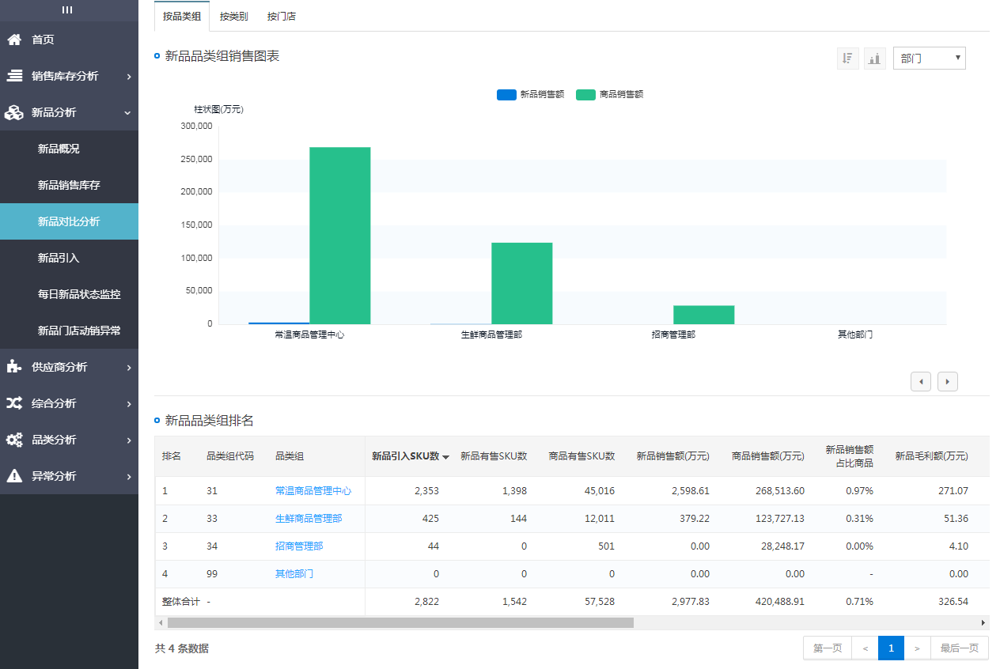 首页
销售库存分析
新品分析
新品概况
新品销售库存
新品对比分析
新品引入
每日新品状态监控
新品门店动销异常
供应商分析
综合分析
品类分析
异常分析
按品类组 按类别 按门店
新品品类组销售图表
部门
新品销售额 商品销售额
柱状图(万元)
300,000
250,000
200,000
150,000
100,000
50,000
0
常温商品管理中心 生鲜商品管理部 招商管理部 其他部门
新品品类组排名
排名 品类组代码 品类组 新品引入SKU数 新品有售SKU数 商品有售SKU数 新品销售额(万元) 商品销售额(万元) 新品销售额 新品毛利额(万元)
占比商品
1 31 常温商品管理中心 2,353 1,398 45,016 2,598.61 268,513.60 0.97% 271.07
2 33 生鲜商品管理部 425 144 12,011 379.22 123,727.13 0.31% 51.36
3 34 招商管理部 44 0 501 0.00 28,248.17 0.00% 4.10
4 99 其他部门 0 0 0 0.00 0.00 - 0.00
整体合计 - 2,822 1,542 57,528 2,977.83 420,488.91 0.71% 326.54
共 4 条数据
第一页 < 1 > 最后一页